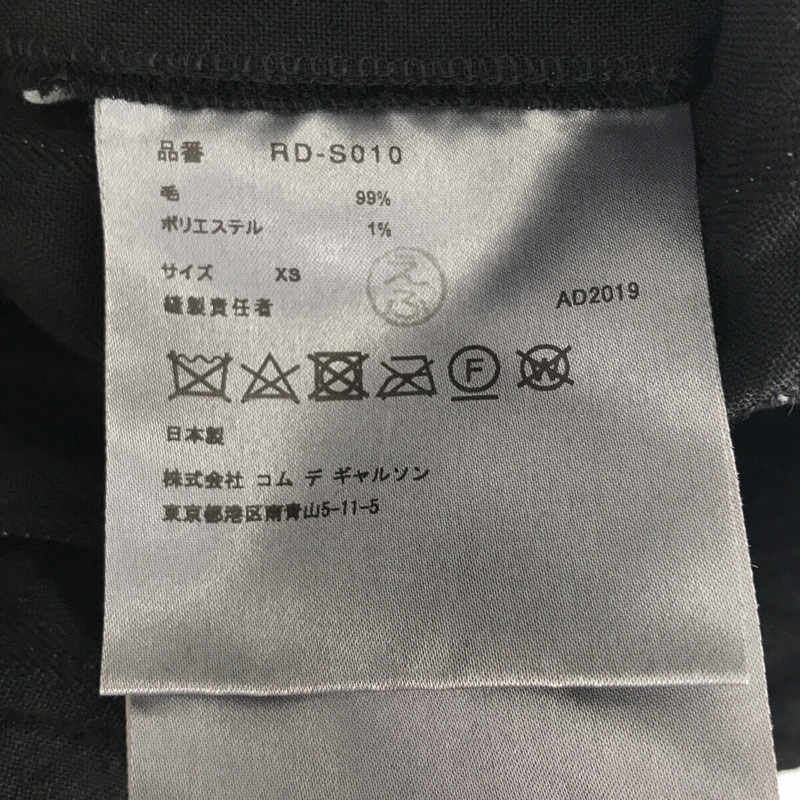 品番 RD-S010
毛 99%
ポリエステル 1%
サイズ XS
縫製責任者 えふ
AD2019
F W
日本製
株式会社 コム デ ギャルソン
東京都港区南青山5-11-5